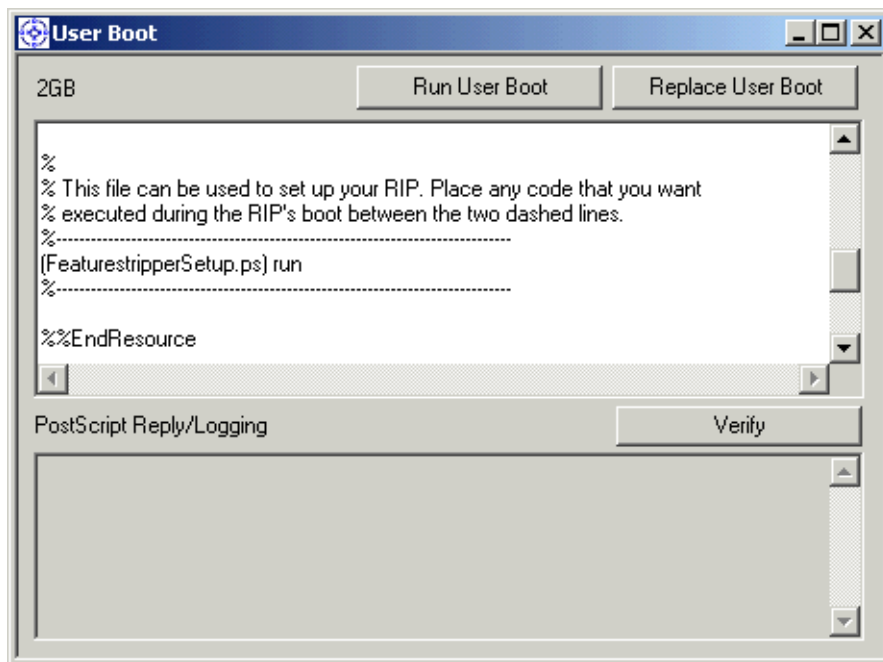 User Boot
2GB
Run User Boot
Replace User Boot
%
% This file can be used to set up your RIP. Place any code that you want
% executed during the RIP's boot between the two dashed lines.
%------------------------------------------------------------------------------
(FeaturestripperSetup.ps) run
%------------------------------------------------------------------------------
%%EndResource
PostScript Reply/Logging
Verify